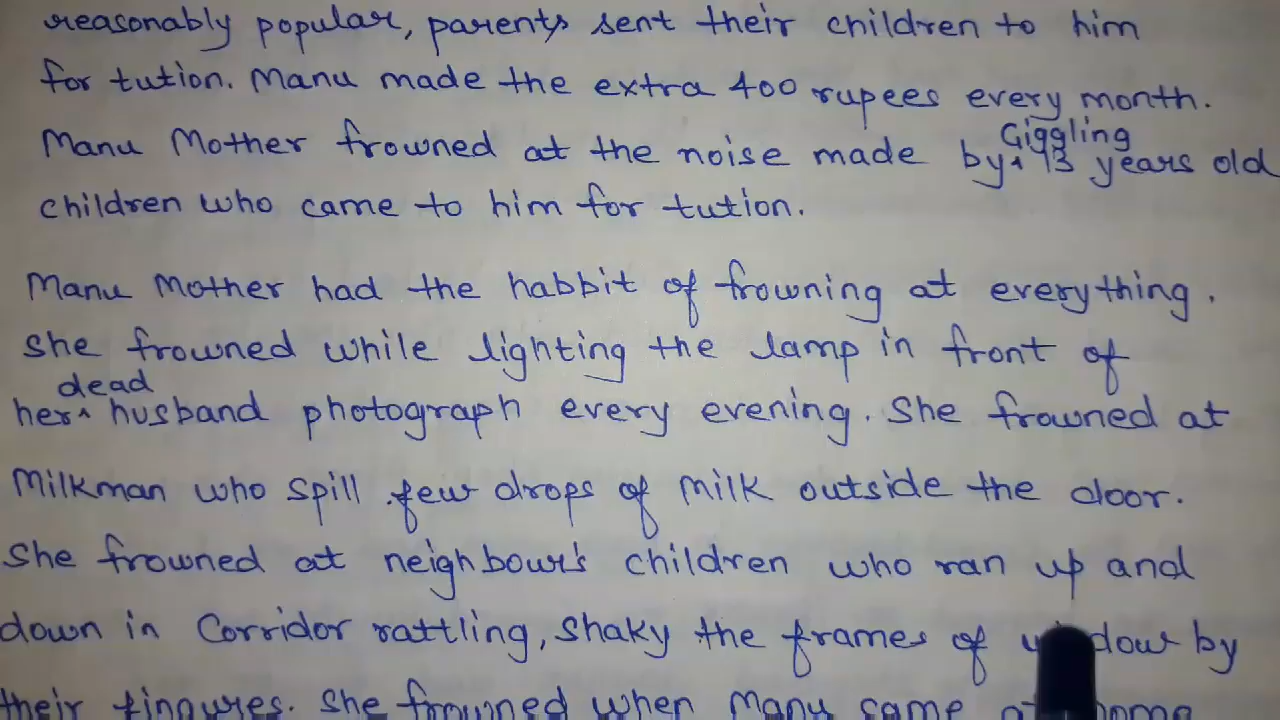 reasonably popular, parents sent their children to him
for tution. Manu made the extra 400 rupees every month.
Manu Mother frowned at the noise made by Giggling 13 years old
children who came to him for tution.
Manu Mother had the habbit of frowning at everything.
She frowned while lighting the lamp in front of
her dead husband photograph every evening. She frowned at
Milkman who spill few drops of Milk outside the door.
She frowned at neighbour's children who ran up and
down in Corridor rattling, shaky the frames of by
their She frowned when Manu came